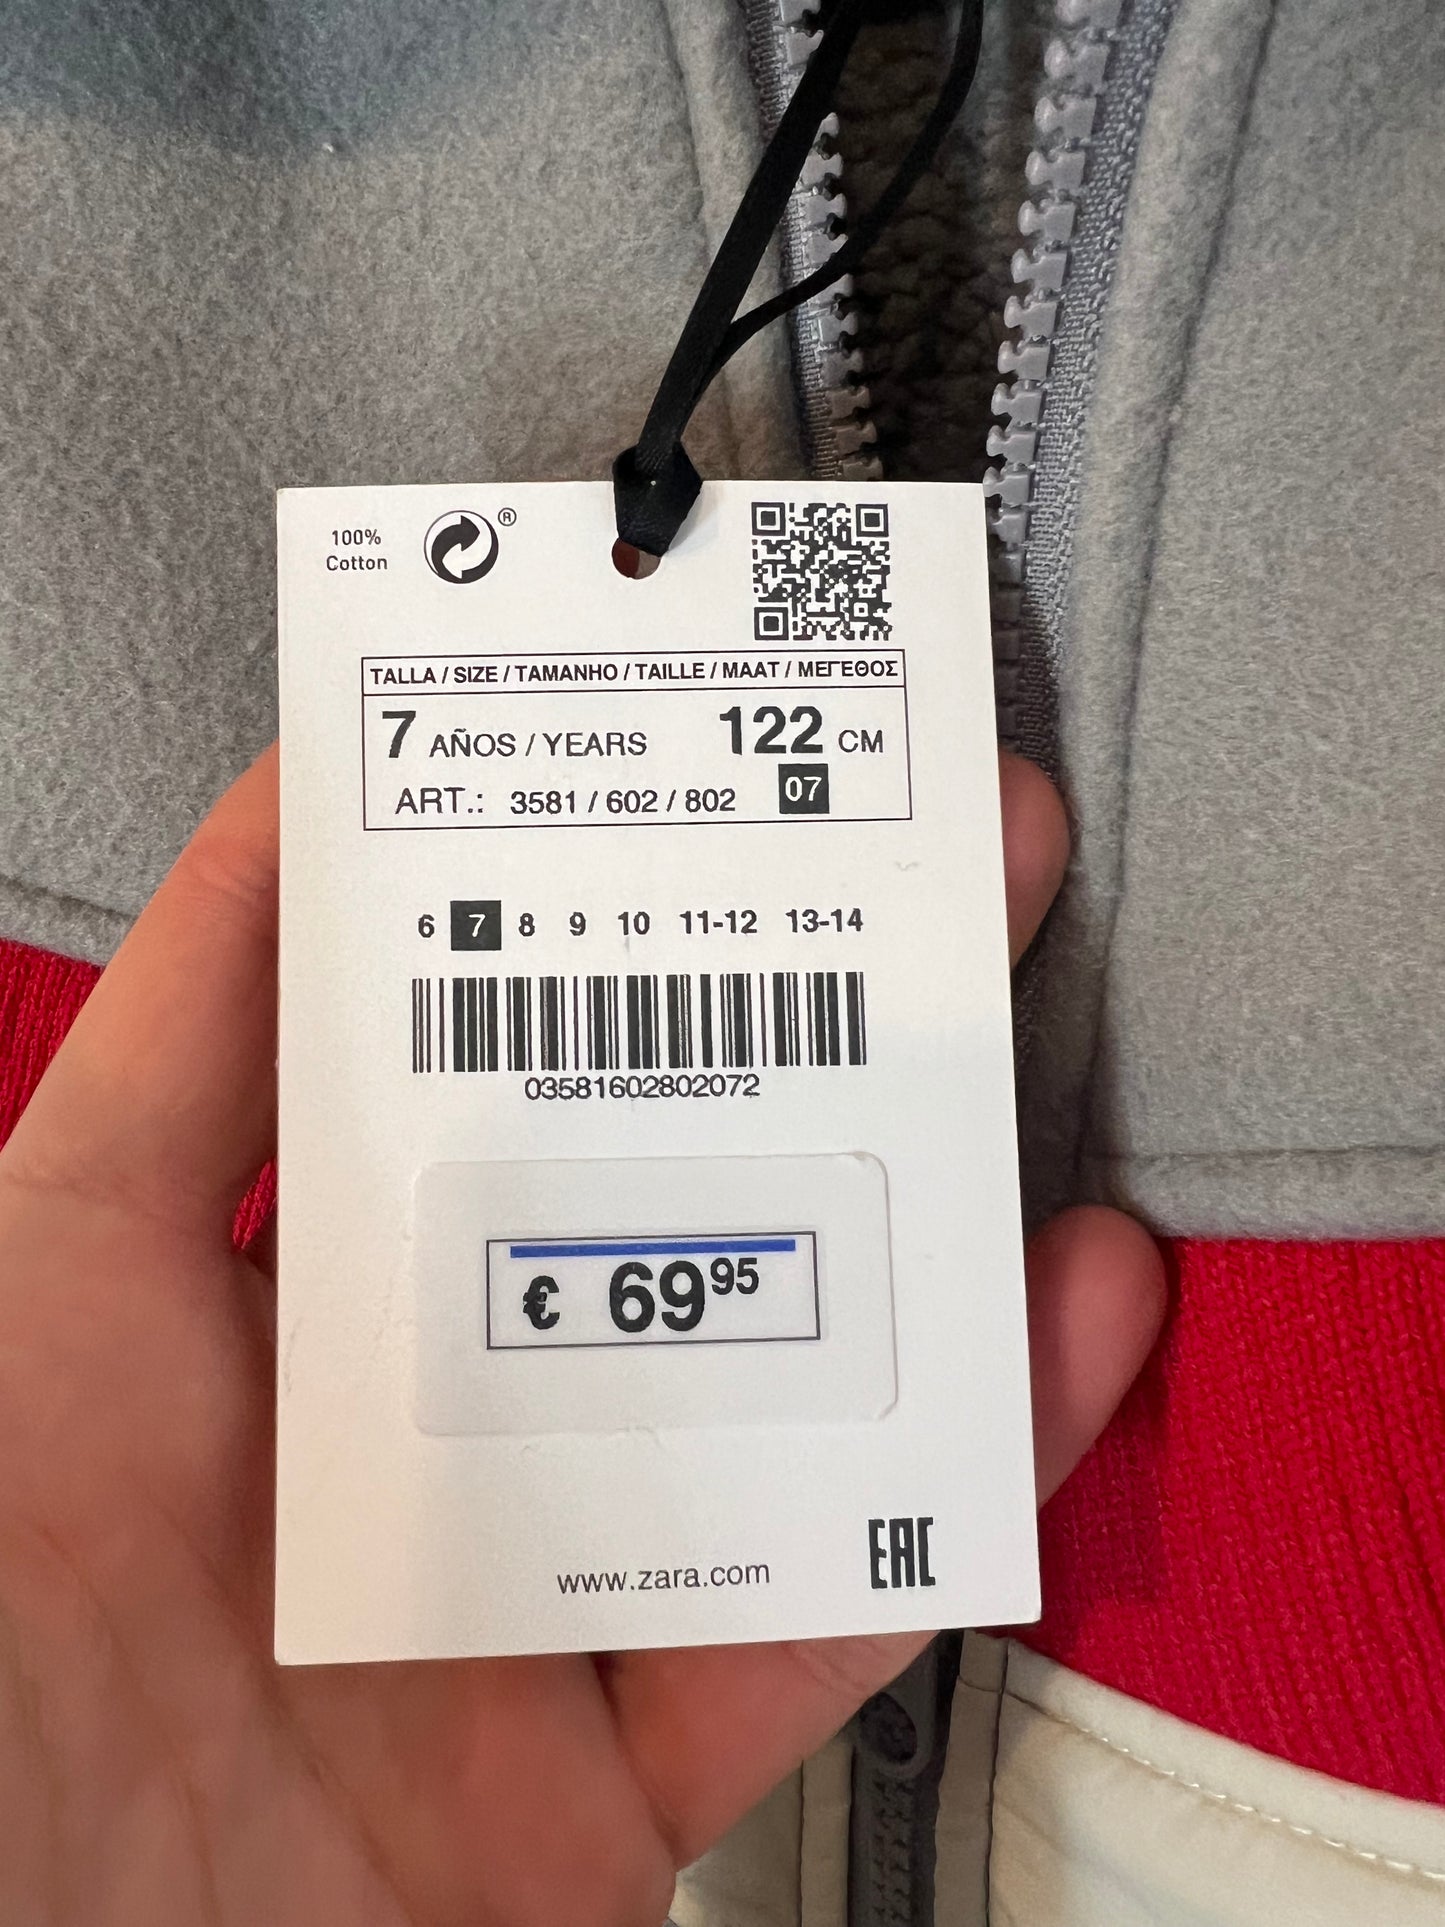 100%
Cotton
®
TALLA / SIZE / TAMANHO / TAILLE / MAAT / ΜΕΓΕΘΟΣ
7 AÑOS / YEARS 122 CM
ART.: 3581 / 602 / 802 07
6 7 8 9 10 11-12 13-14
03581602802072
€ 69 95
www.zara.com
EAC